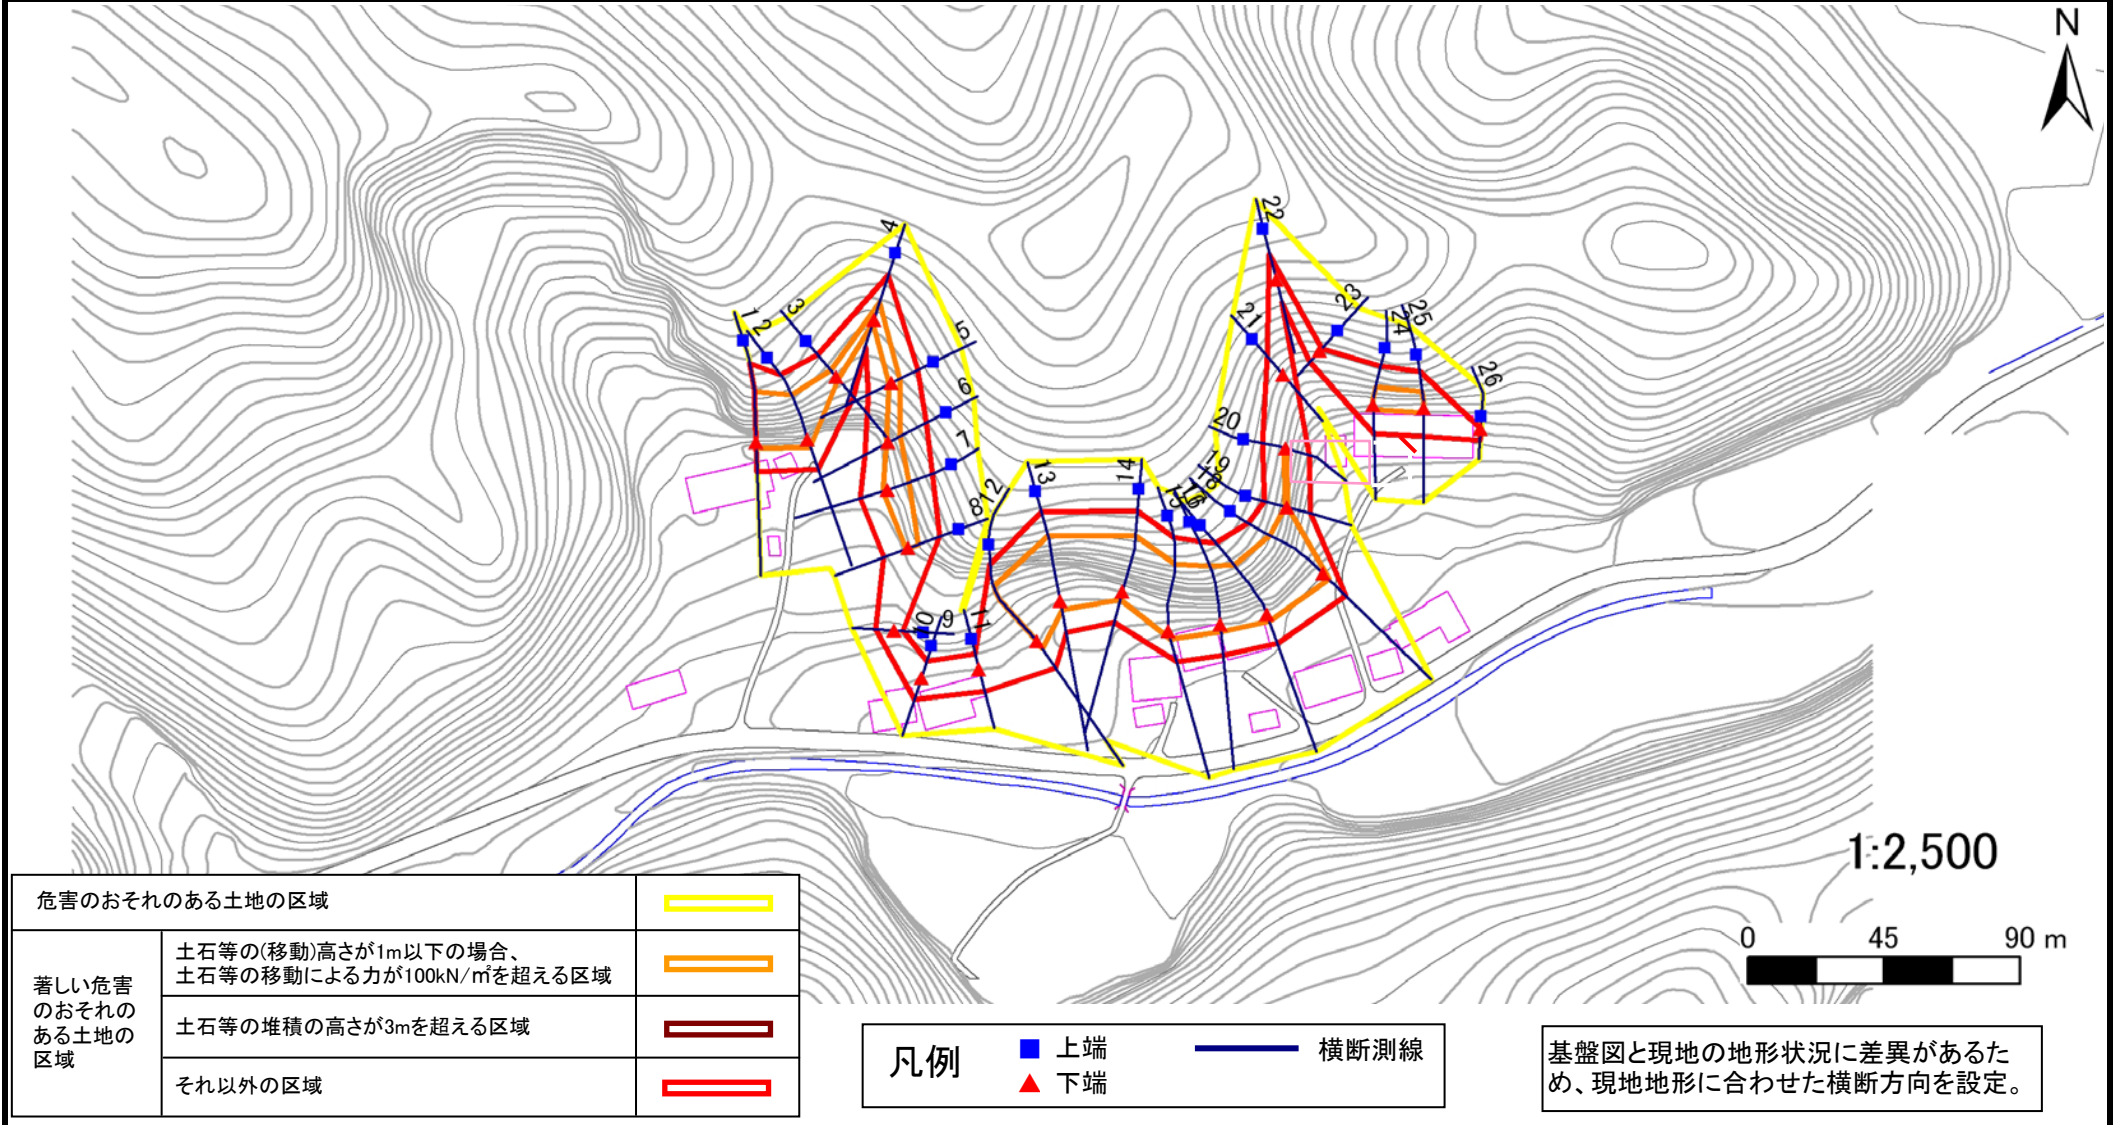 N
4
22
1
2
3
5
6
7
8
12
13
14
15
16
18
19
20
21
23
24
25
26
10
9
11
1:2,500
0 45 90 m
危害のおそれのある土地の区域
著しい危害
のおそれの
ある土地の
区域
土石等の(移動)高さが1m以下の場合、
土石等の移動による力が100kN/㎡を超える区域
土石等の堆積の高さが3mを超える区域
それ以外の区域
凡例
上端
下端
横断測線
基盤図と現地の地形状況に差異があるた
め、現地地形に合わせた横断方向を設定。